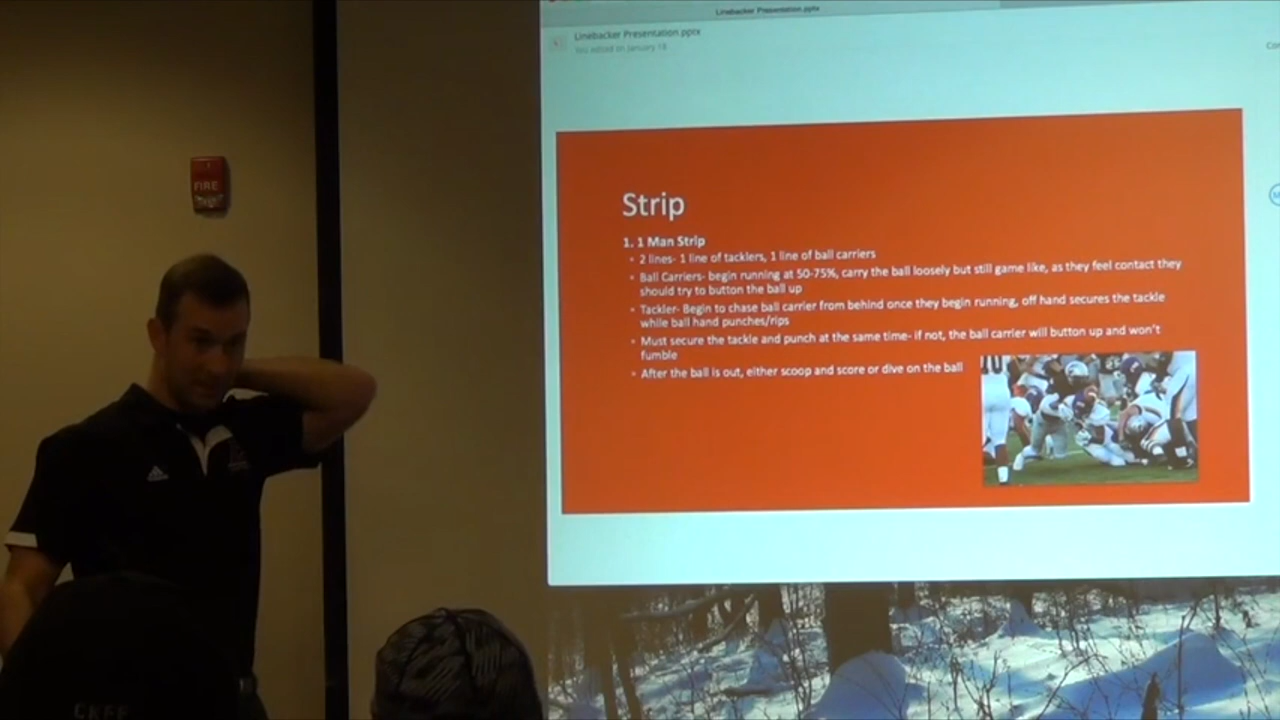 Linebacker Presentation.pptx
Linebacker Presentation.pptx
You edited on January 18
FIRE
Strip
1. 1 Man Strip
• 2 lines- 1 line of tacklers, 1 line of ball carriers
• Ball Carriers- begin running at 50-75%, carry the ball loosely but still game like, as they feel contact they
should try to button the ball up
• Tackler- Begin to chase ball carrier from behind once they begin running, off hand secures the tackle
while ball hand punches/rips
• Must secure the tackle and punch at the same time- if not, the ball carrier will button up and won't
fumble
• After the ball is out, either scoop and score or dive on the ball